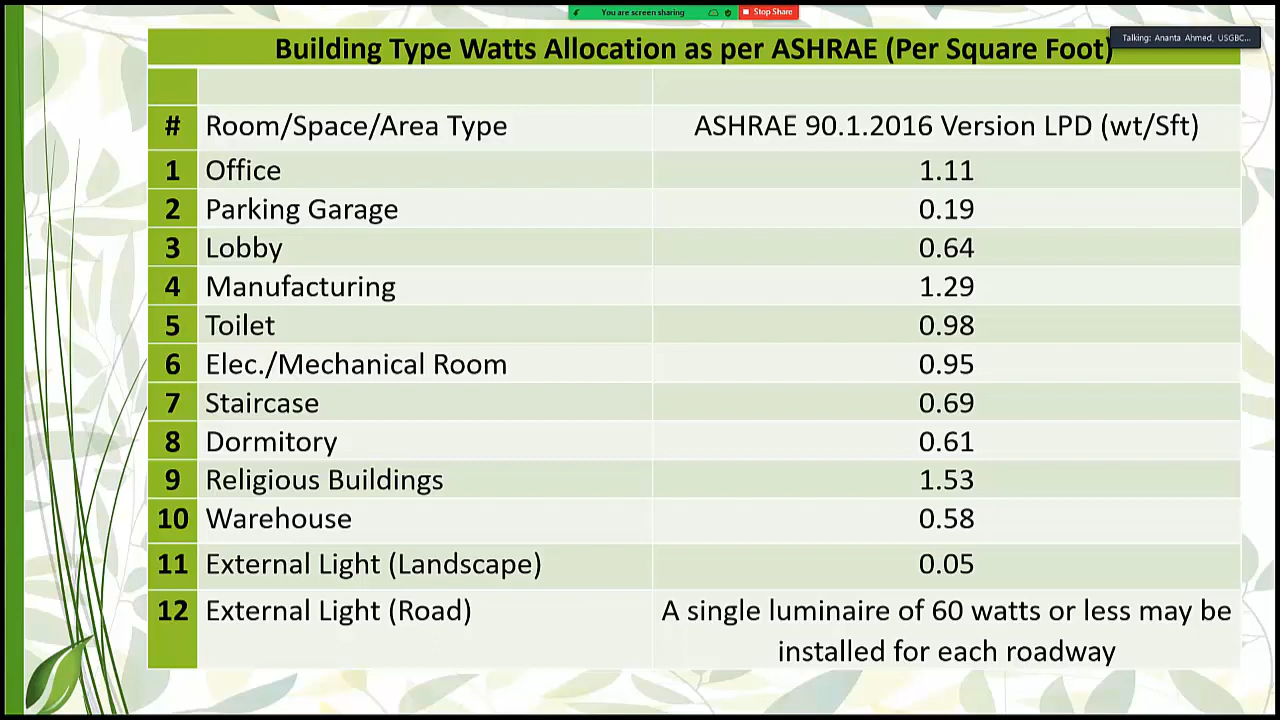 You are screen sharing
Stop Share
Talking: Ananta Ahmed, USGBC...
Building Type Watts Allocation as per ASHRAE (Per Square Foot)
# Room/Space/Area Type ASHRAE 90.1.2016 Version LPD (wt/Sft)
1 Office 1.11
2 Parking Garage 0.19
3 Lobby 0.64
4 Manufacturing 1.29
5 Toilet 0.98
6 Elec./Mechanical Room 0.95
7 Staircase 0.69
8 Dormitory 0.61
9 Religious Buildings 1.53
10 Warehouse 0.58
11 External Light (Landscape) 0.05
12 External Light (Road) A single luminaire of 60 watts or less may be
installed for each roadway